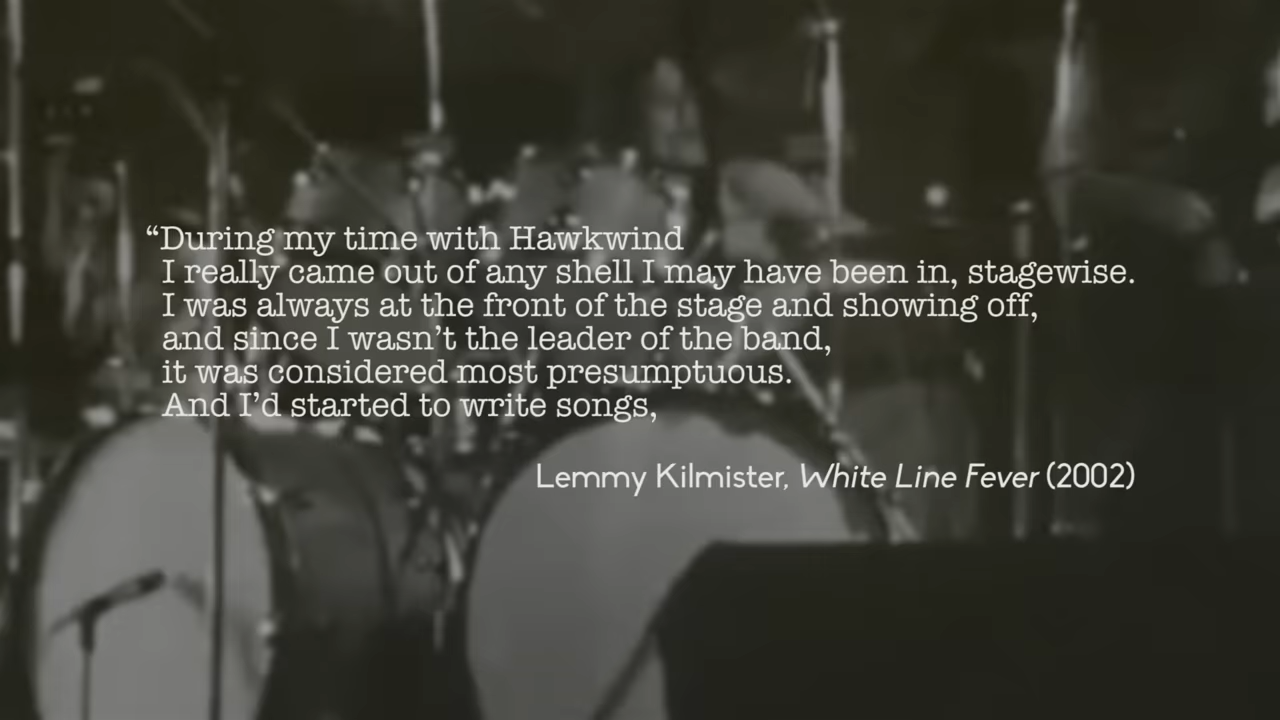 “During my time with Hawkwind
I really came out of any shell I may have been in, stagewise.
I was always at the front of the stage and showing off,
and since I wasn’t the leader of the band,
it was considered most presumptuous.
And I’d started to write songs,
Lemmy Kilmister, White Line Fever (2002)